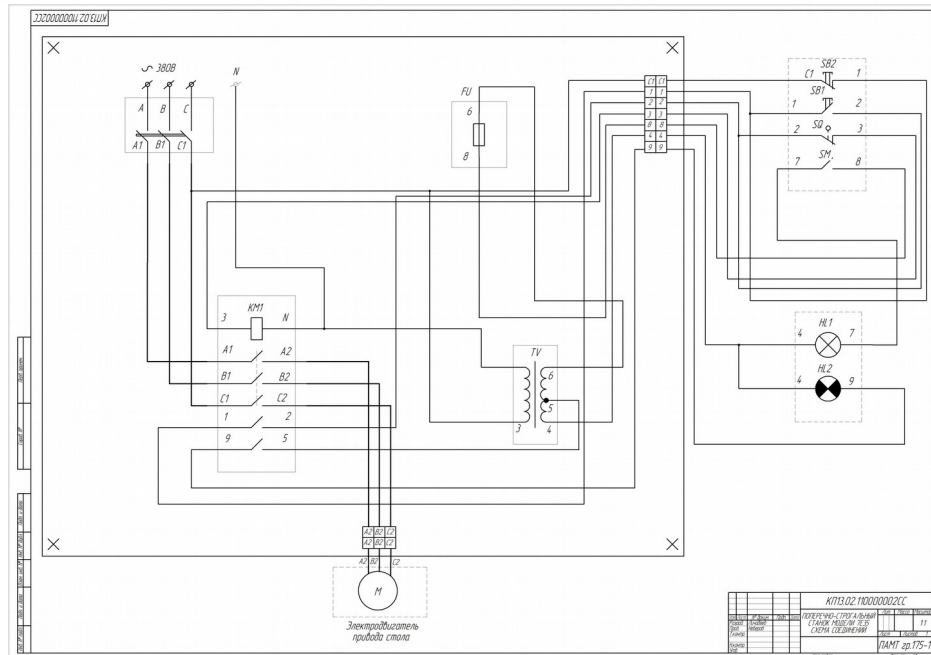 КП13.02.110000002СС
380В
N
A B C
A1 B1 C1
FU
6
8
C1 C1
1 1
2 2
3 3
8 8
4 4
9 9
SB2
C1 1
SB1
1 2
SQ
2 3
SM
7 8
KM1
3 N
A1 A2
B1 B2
C1 C2
1 2
9 5
TV
6
5
3 4
HL1
4 7
HL2
4 9
A2 B2 C2
A2 B2 C2
A2 B2 C2
M
Электродвигатель
привода стола
КП13.02.110000002СС
ПОПЕРЕЧНО-СТРОГАЛЬНЫЙ
СТАНОК МОДЕЛИ 7Е35
СХЕМА СОЕДИНЕНИЙ
ПАМТ гр.175-1